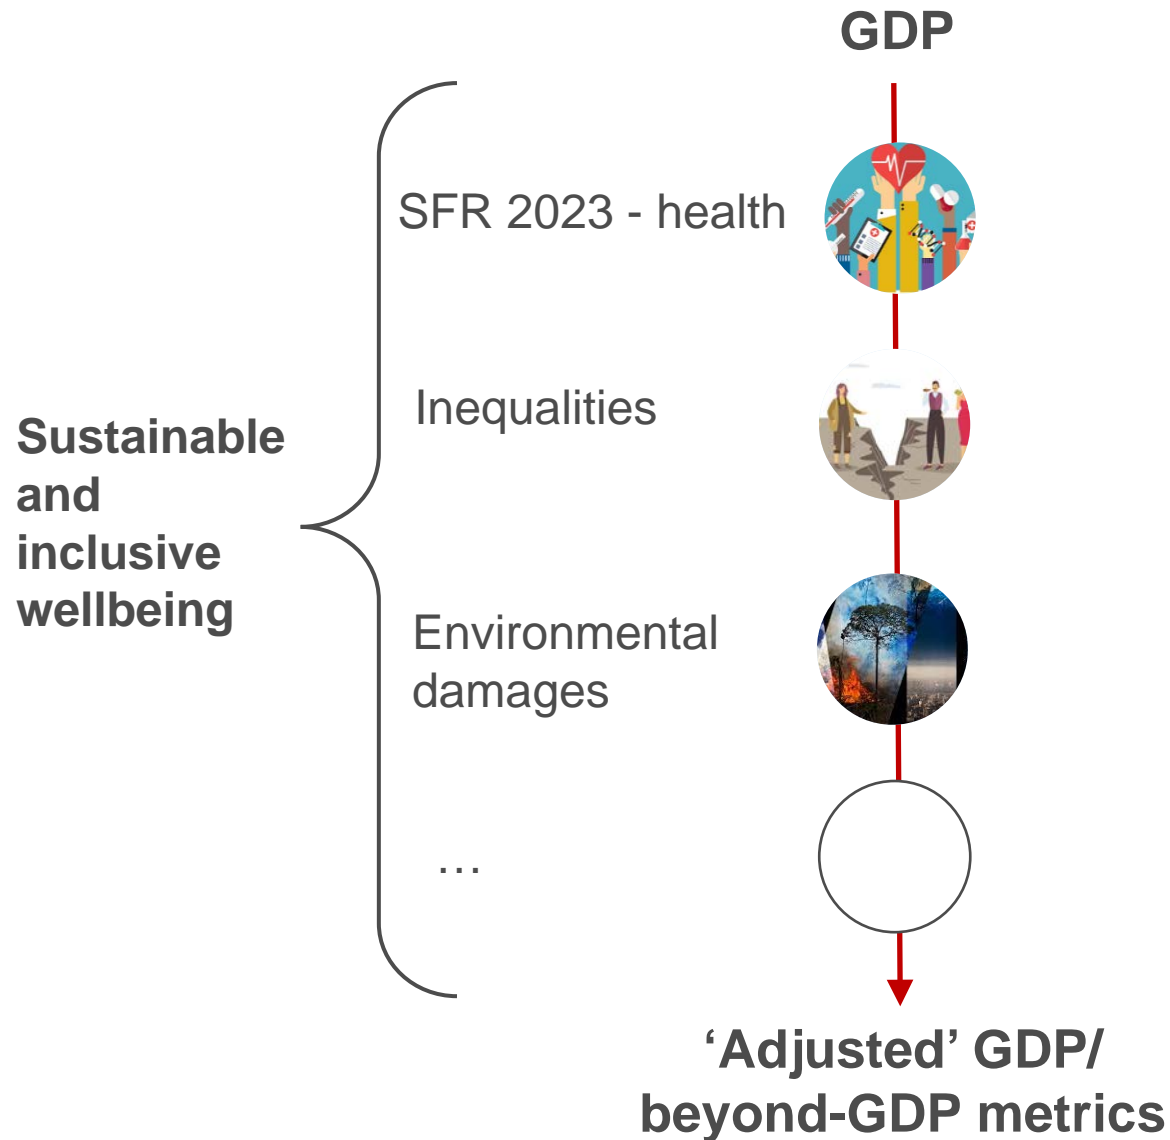 GDP
SFR 2023 - health
Inequalities
Sustainable
and
inclusive
wellbeing
Environmental
damages
…
‘Adjusted’ GDP/
beyond-GDP metrics